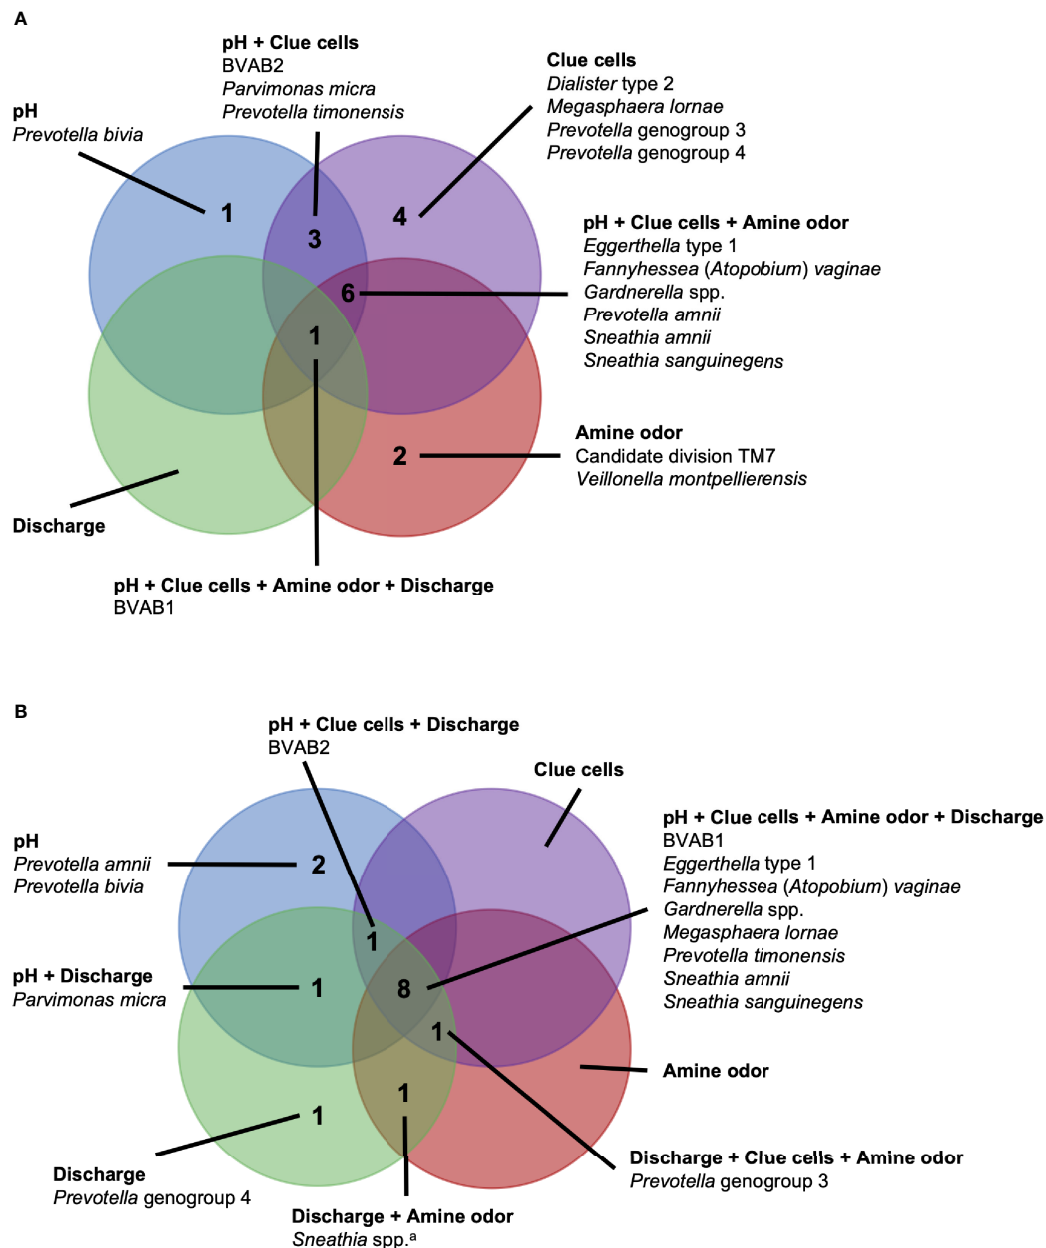 A
pH + Clue cells
BVAB2
Parvimonas micra
Prevotella timonensis
Clue cells
Dialister type 2
Megasphaera lornae
Prevotella genogroup 3
Prevotella genogroup 4
pH
Prevotella bivia
1
4
3
pH + Clue cells + Amine odor
Eggerthella type 1
Fannyhessea (Atopobium) vaginae
Gardnerella spp.
Prevotella amnii
Sneathia amnii
Sneathia sanguinegens
6
1
2
Amine odor
Candidate division TM7
Veillonella montpellierensis
Discharge
pH + Clue cells + Amine odor + Discharge
BVAB1
B
pH + Clue cells + Discharge
BVAB2
Clue cells
pH
Prevotella amnii
Prevotella bivia
2
pH + Clue cells + Amine odor + Discharge
BVAB1
Eggerthella type 1
Fannyhessea (Atopobium) vaginae
Gardnerella spp.
Megasphaera lornae
Prevotella timonensis
Sneathia amnii
Sneathia sanguinegens
1
pH + Discharge
Parvimonas micra
1
8
1
Amine odor
1
1
Discharge
Prevotella genogroup 4
Discharge + Amine odor
Sneathia spp.ª
Discharge + Clue cells + Amine odor
Prevotella genogroup 3